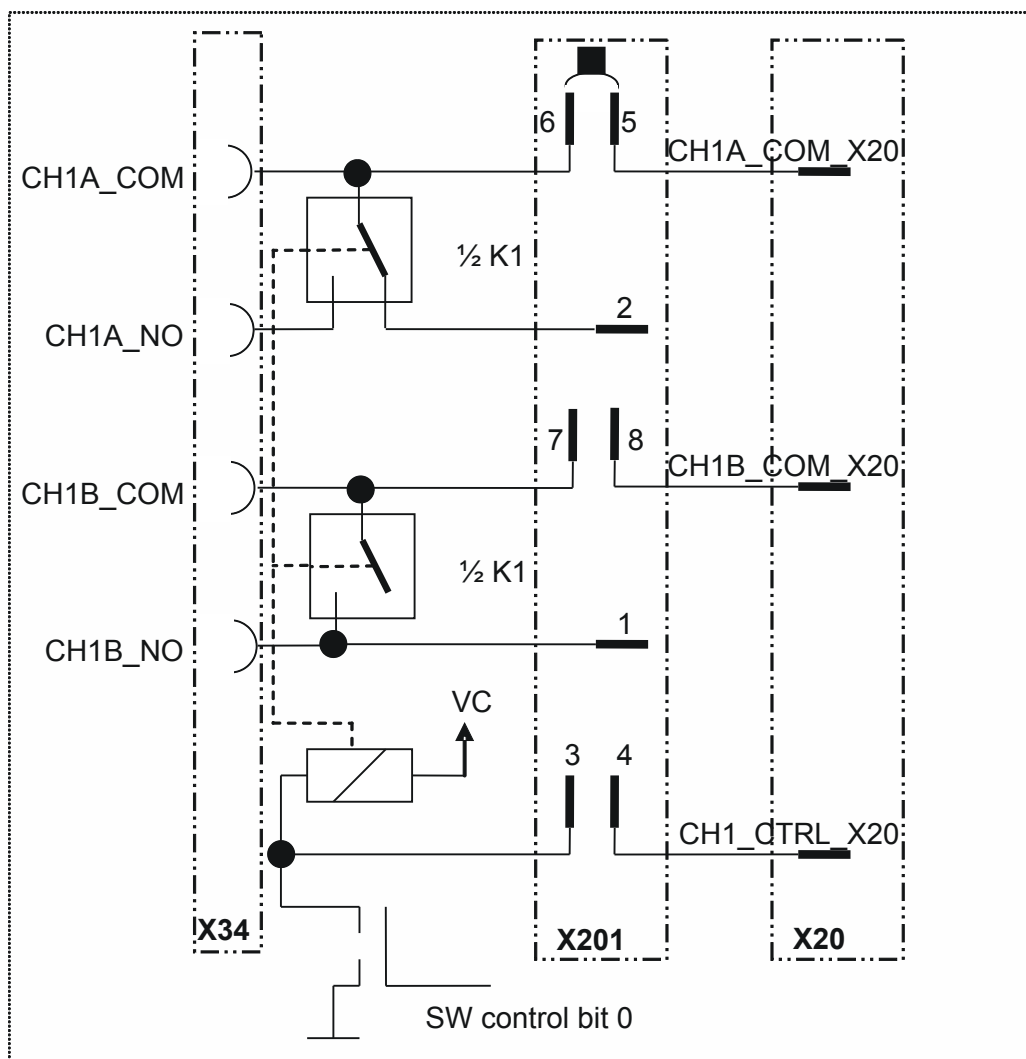 6 5
CH1A_COM CH1A_COM_X20
½ K1
CH1A_NO 2
7 8
CH1B_COM CH1B_COM_X20
½ K1
CH1B_NO 1
VC
3 4
CH1_CTRL_X20
X34 X201 X20
SW control bit 0